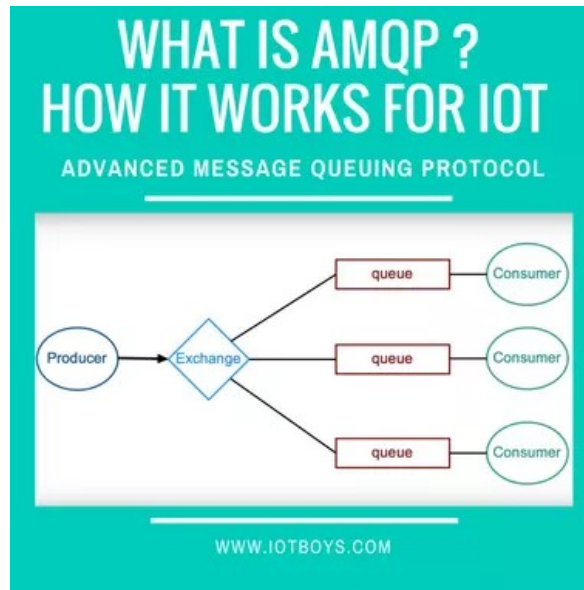 WHAT IS AMQP ?
HOW IT WORKS FOR IOT
ADVANCED MESSAGE QUEUING PROTOCOL
queue Consumer
Producer Exchange queue Consumer
queue Consumer
WWW.IOTBOYS.COM